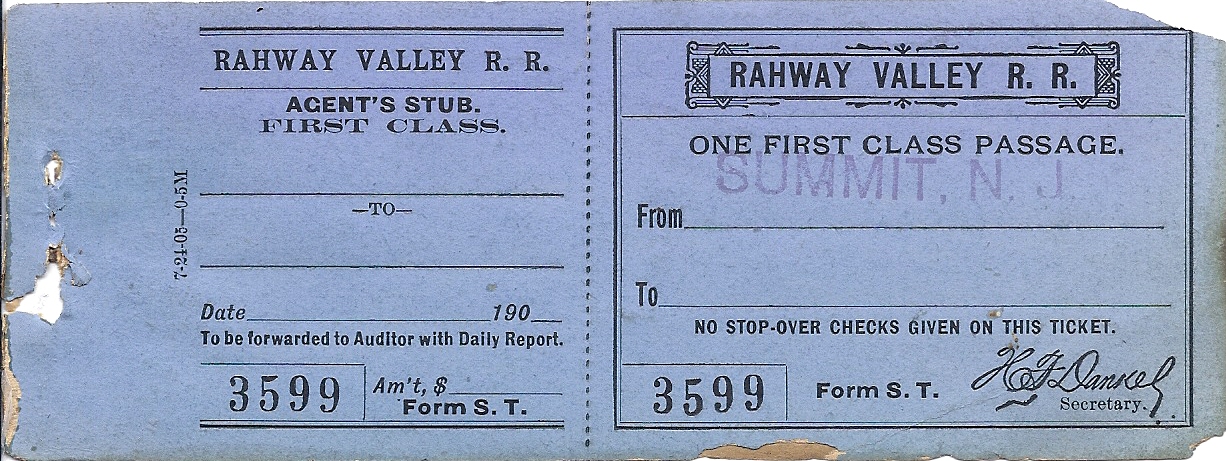 RAHWAY VALLEY R. R.
AGENT'S STUB.
FIRST CLASS.
—TO—
7-24-05—0-5M
Date 190
To be forwarded to Auditor with Daily Report.
3599
Am't, $
Form S. T.
RAHWAY VALLEY R. R.
ONE FIRST CLASS PASSAGE.
SUMMIT, N. J.
From
To
NO STOP-OVER CHECKS GIVEN ON THIS TICKET.
3599
Form S. T.
Secretary.